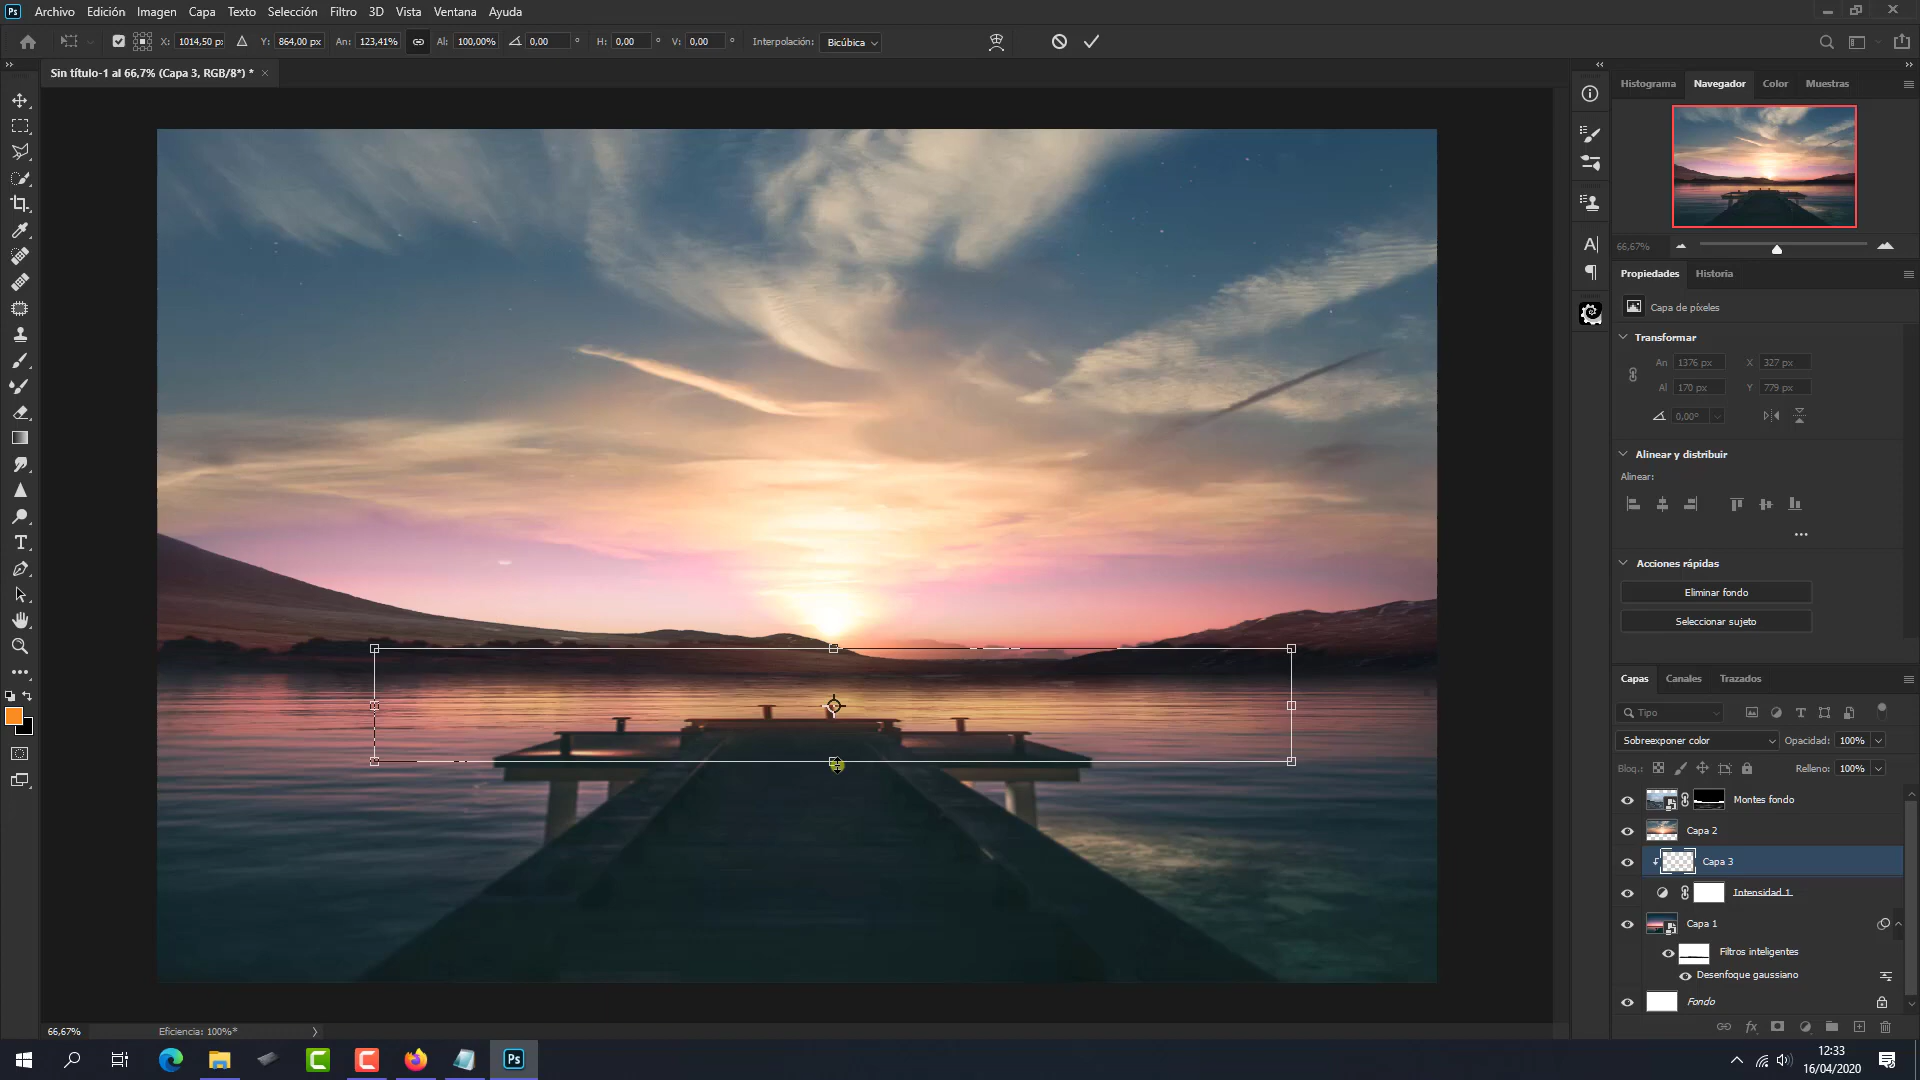 Ps Archivo Edición Imagen Capa Texto Selección Filtro 3D Vista Ventana Ayuda
X: 1014,50 px Y: 864,00 px An: 123,41% Al: 100,00% 0,00 ° H: 0,00 ° V: 0,00 ° Interpolación: Bicúbica
Sin título-1 al 66,7% (Capa 3, RGB/8*) * ×
Histograma Navegador Color Muestras
66,67%
Propiedades Historia
Capa de píxeles
Transformar
An 1376 px X 327 px
Al 170 px Y 779 px
0,00°
Alinear y distribuir
Alinear:
Acciones rápidas
Eliminar fondo
Seleccionar sujeto
Capas Canales Trazados
Tipo
Sobreexponer color Opacidad: 100%
Bloq.: Relleno: 100%
Montes fondo
Capa 2
Capa 3
Intensidad 1
Capa 1
Filtros inteligentes
Desenfoque gaussiano
Fondo
66,67% Eficiencia: 100%*
Ps
12:33
16/04/2020